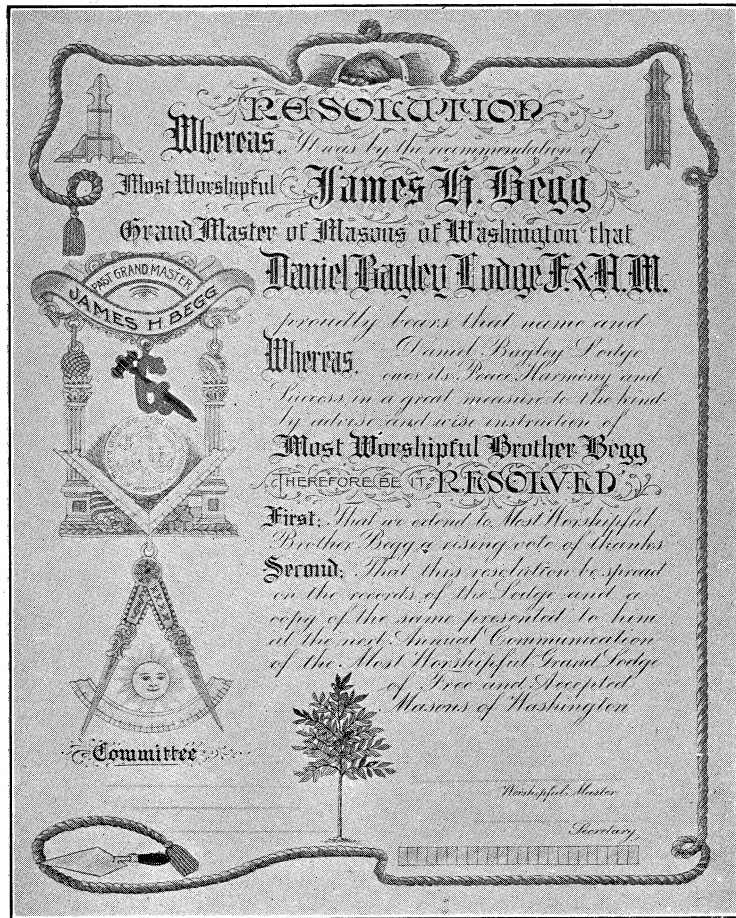 RESOLUTION
Whereas, It was by the recommendation of
Most Worshipful James H. Begg
Grand Master of Masons of Washington that
Daniel Bagley Lodge F. & A. M.
proudly bears that name and
Whereas, Daniel Bagley Lodge
owes its Peace, Harmony and
Success in a great measure to the kind-
ly advise and wise instruction of
Most Worshipful Brother Begg
THEREFORE BE IT, RESOLVED
First; That we extend to Most Worshipful
Brother Begg a rising vote of thanks
Second; That this resolution be spread
on the records of the Lodge and a
copy of the same presented to him
at the next Annual Communication
of the Most Worshipful Grand Lodge
of Free and Accepted
Masons of Washington
PAST GRAND MASTER
JAMES H. BEGG
Committee
Worshipful Master
Secretary